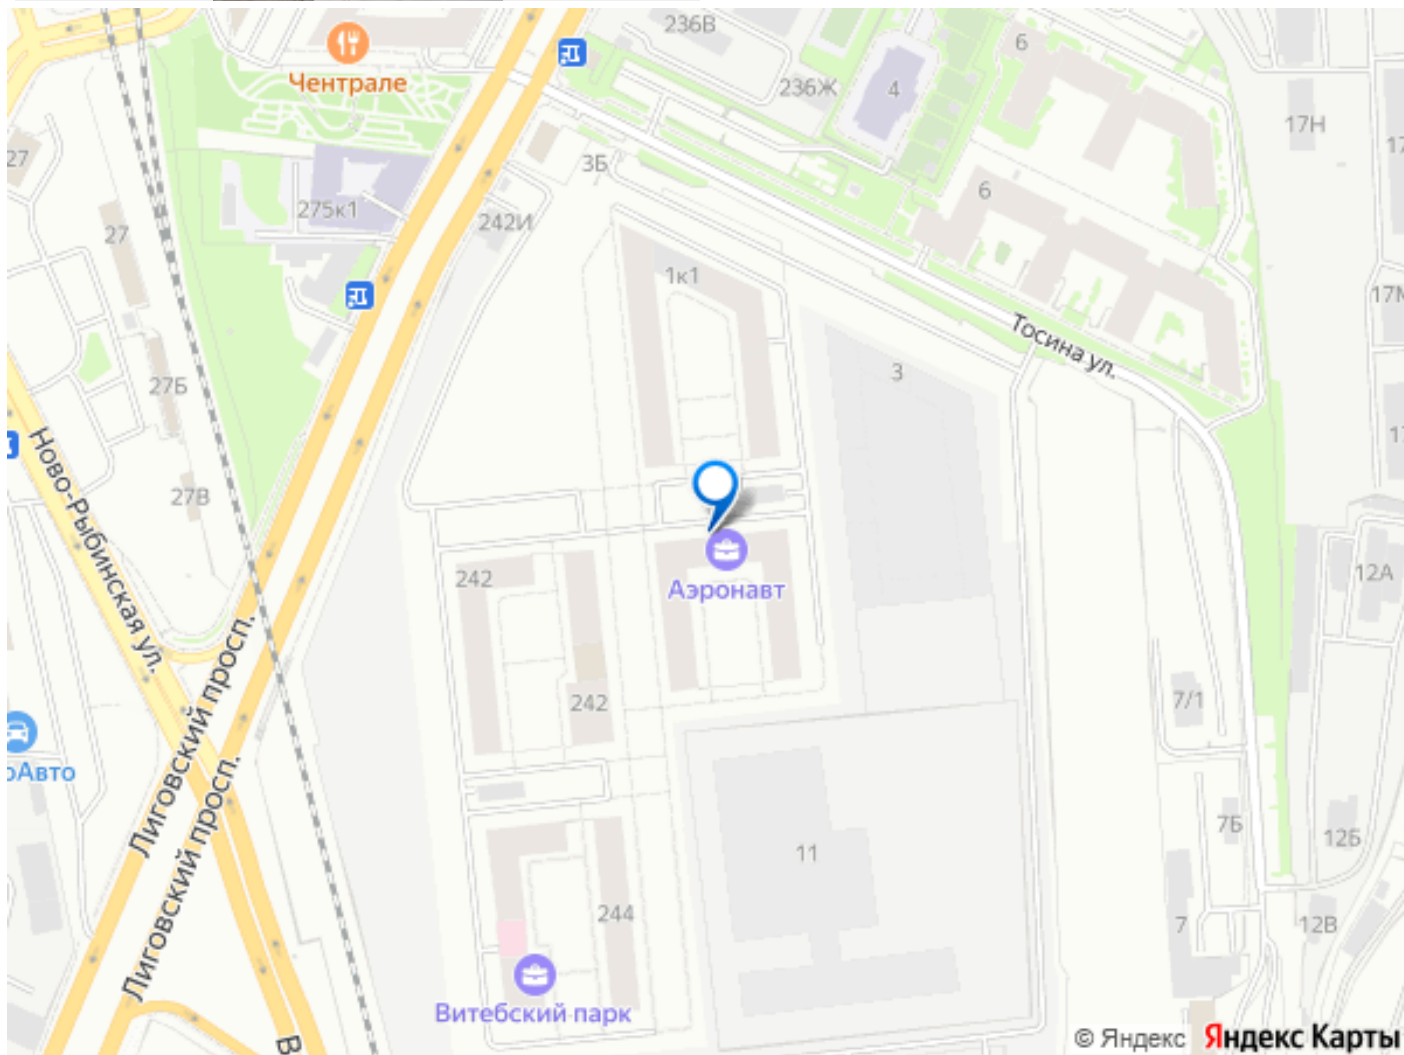 236В
6
Чентрале
236Ж
4
17Н
27
3Б
6
275к1
242И
27
1к1
17М
Тосина ул.
3
27Б
Ново-Рыбинская ул.
27В
242
Аэронавт
12А
Лиговский просп.
242
7/1
оАвто
Лиговский просп.
7Б
12Б
11
244
7
12В
Витебский парк
В
© Яндекс Яндекс Карты